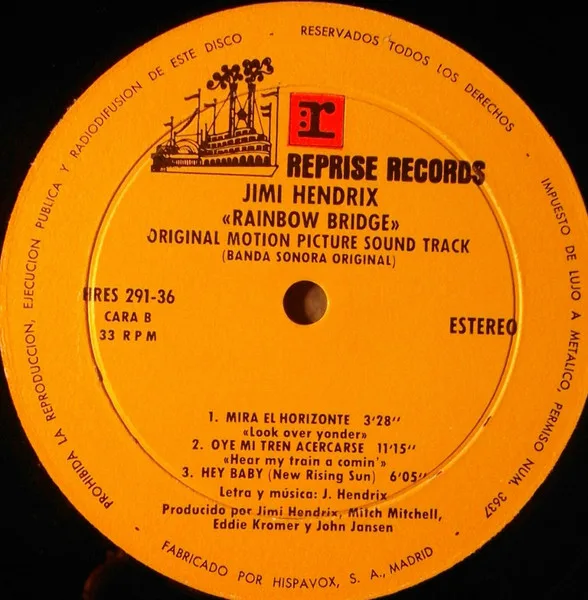 PROHIBIDA LA REPRODUCCION, EJECUCION PUBLICA Y RADIODIFUSION DE ESTE DISCO · RESERVADOS TODOS LOS DERECHOS ·
IMPUESTO DE LUJO A METALICO, PERMISO NUM. 3637
r
REPRISE RECORDS
JIMI HENDRIX
«RAINBOW BRIDGE»
ORIGINAL MOTION PICTURE SOUND TRACK
(BANDA SONORA ORIGINAL)
HRES 291-36
CARA B
33 RPM
ESTEREO
1. MIRA EL HORIZONTE 3'28''
«Look over yonder»
2. OYE MI TREN ACERCARSE 11'15''
«Hear my train a comin'»
3. HEY BABY (New Rising Sun) 6'05''
Letra y música: J. Hendrix
Producido por Jimi Hendrix, Mitch Mitchell,
Eddie Kromer y John Jansen
FABRICADO POR HISPAVOX, S. A., MADRID